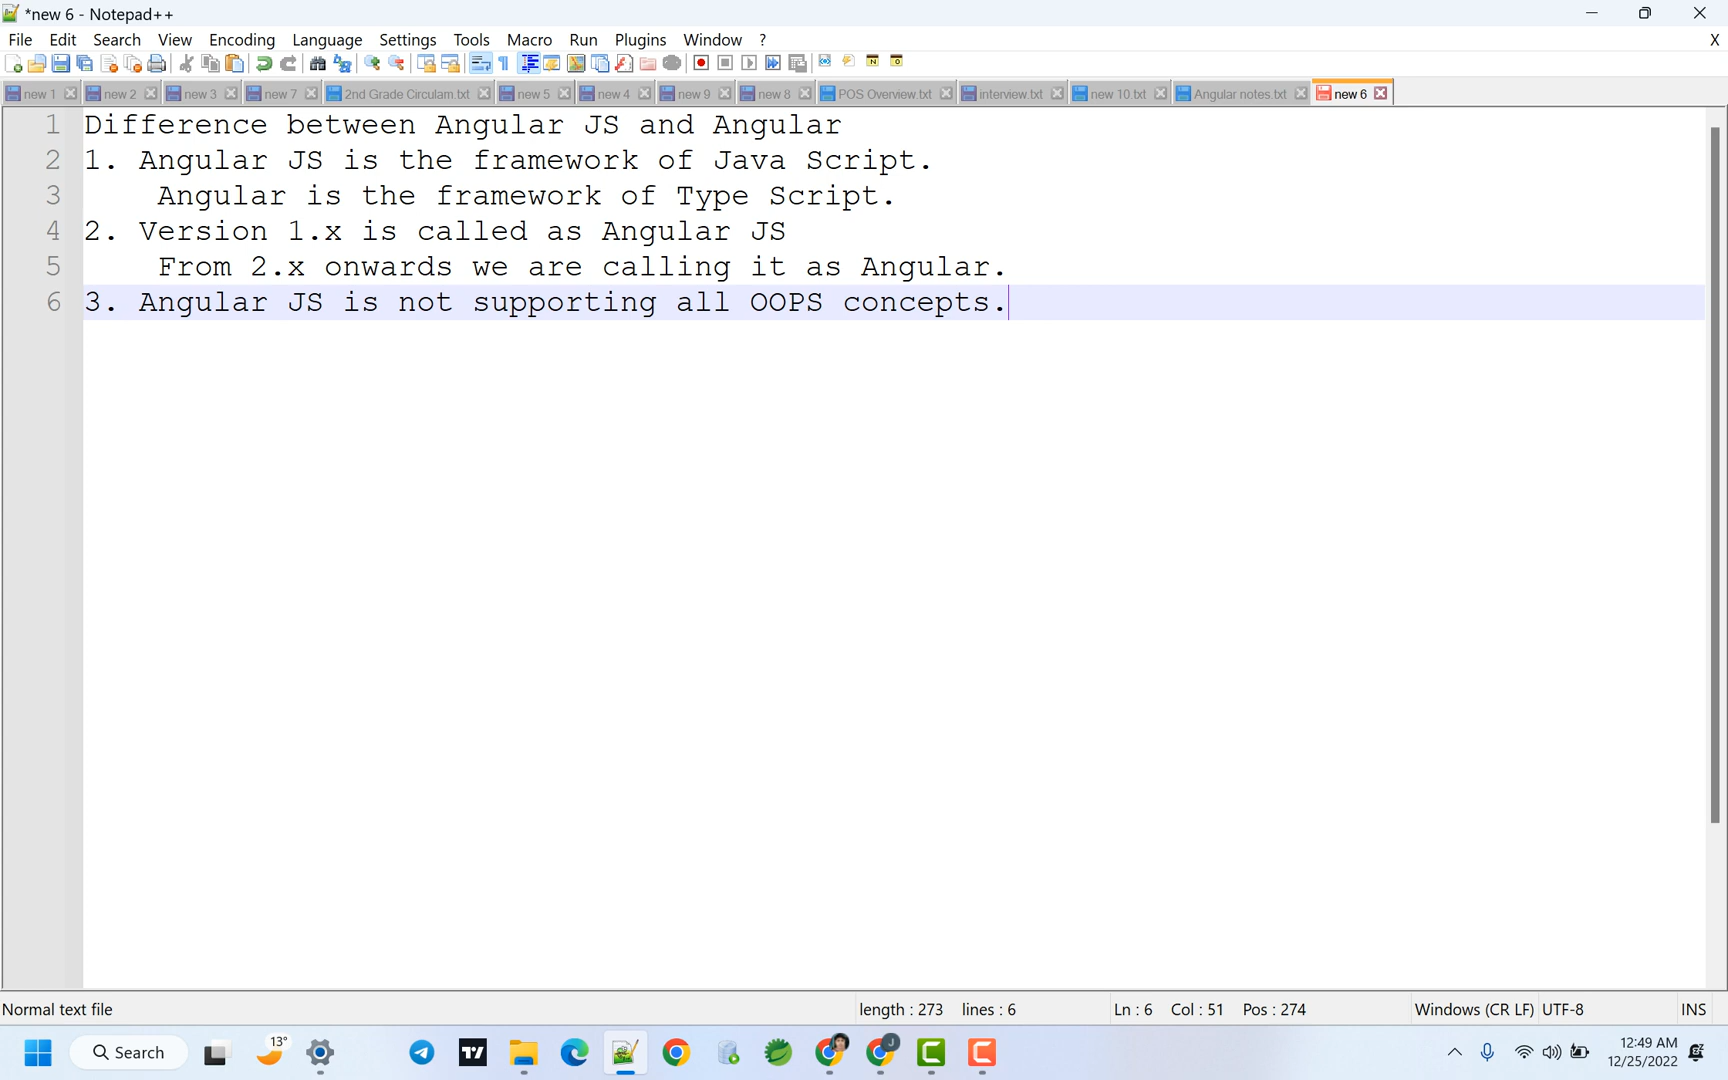 *new 6 - Notepad++
File Edit Search View Encoding Language Settings Tools Macro Run Plugins Window ? X
new 1 new 2 new 3 new 7 2nd Grade Circulam.txt new 5 new 4 new 9 new 8 POS Overview.txt interview.txt new 10.txt Angular notes.txt new 6
1 Difference between Angular JS and Angular
2 1. Angular JS is the framework of Java Script.
3 Angular is the framework of Type Script.
4 2. Version 1.x is called as Angular JS
5 From 2.x onwards we are calling it as Angular.
6 3. Angular JS is not supporting all OOPS concepts.
Normal text file length : 273 lines : 6 Ln : 6 Col : 51 Pos : 274 Windows (CR LF) UTF-8 INS
Search 13° J 12:49 AM
12/25/2022